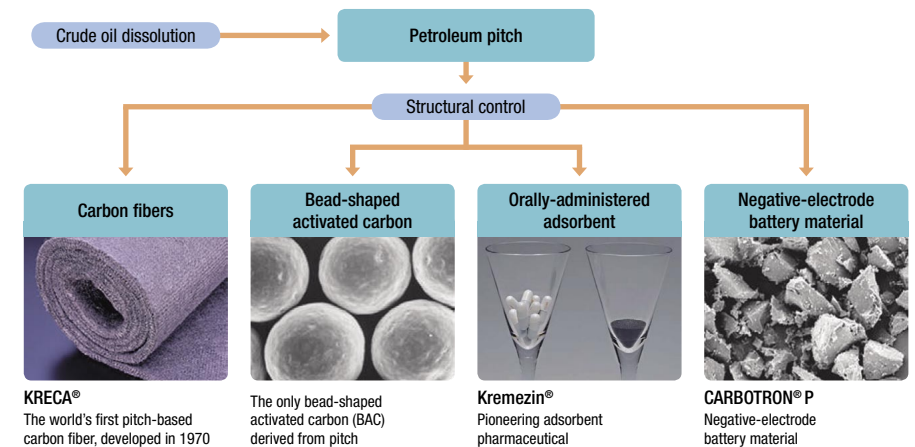 Crude oil dissolution
Petroleum pitch
Structural control
Carbon fibers
Bead-shaped
activated carbon
Orally-administered
adsorbent
Negative-electrode
battery material
KRECA®
The world's first pitch-based
carbon fiber, developed in 1970
The only bead-shaped
activated carbon (BAC)
derived from pitch
Kremezin®
Pioneering adsorbent
pharmaceutical
CARBOTRON® P
Negative-electrode
battery material